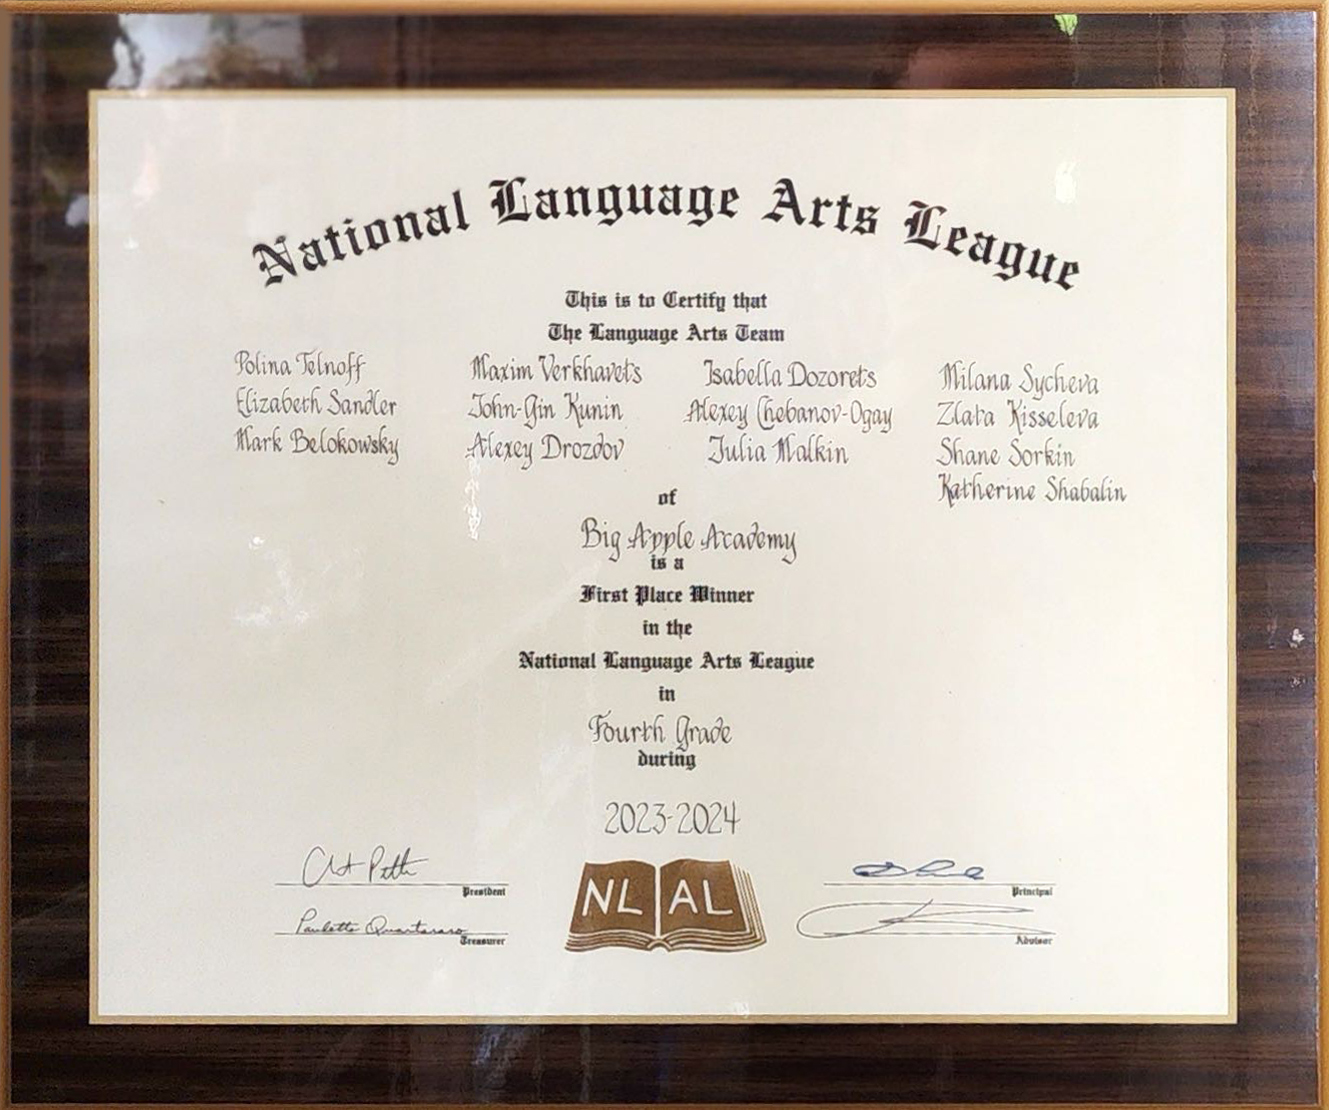 National Language Arts League
This is to Certify that
The Language Arts Team
Polina Telnoff
Elizabeth Sandler
Mark Belokowsky
Maxim Verkhavets
John-Gin Kunin
Alexey Drozdov
Isabella Dozorets
Alexey Chebanov-Ogay
Julia Malkin
Milana Sycheva
Zlata Kisseleva
Shane Sorkin
Katherine Shabalin
of
Big Apple Academy
is a
First Place Winner
in the
National Language Arts League
in
Fourth Grade
during
2023-2024
President
Paulette Quartararo
Treasurer
NL AL
Principal
Advisor